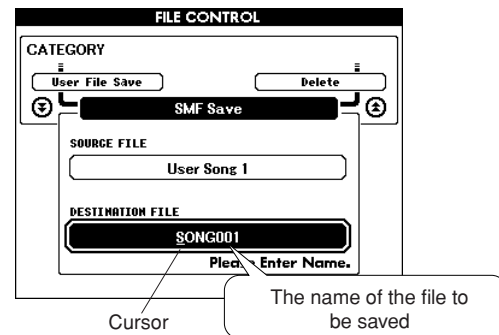 FILE CONTROL
CATEGORY
User File Save Delete
SMF Save
SOURCE FILE
User Song 1
DESTINATION FILE
SONG001
Please Enter Name.
Cursor
The name of the file to
be saved